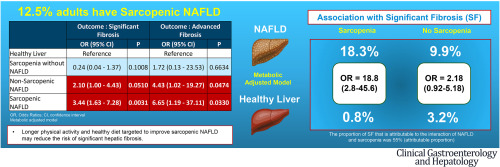 12.5% adults have Sarcopenic NAFLD
Outcome : Significant Fibrosis
Outcome : Advanced Fibrosis
OR (95% CI) P OR (95% CI) P
Healthy Liver Reference Reference
Sarcopenia without NAFLD 0.24 (0.04 - 1.37) 0.1008 1.72 (0.13 - 23.53) 0.6634
Non-Sarcopenic NAFLD 2.10 (1.00 - 4.43) 0.0510 4.43 (1.02 - 19.27) 0.0474
Sarcopenic NAFLD 3.44 (1.63 - 7.28) 0.0031 6.65 (1.19 - 37.11) 0.0330
OR, Odds Ratios; CI, confidence interval
Metabolic adjusted model
• Longer physical activity and healthy diet targeted to improve sarcopenic NAFLD
may reduce the risk of significant hepatic fibrosis.
NAFLD
Metabolic
Adjusted Model
Healthy Liver
Association with Significant Fibrosis (SF)
Sarcopenia No Sarcopenia
18.3% 9.9%
OR = 18.8
(2.8-45.6)
OR = 2.18
(0.92-5.18)
0.8% 3.2%
The proportion of SF that is attributable to the interaction of NAFLD
and sarcopenia was 55% (attributable proportion)
Clinical Gastroenterology
and Hepatology